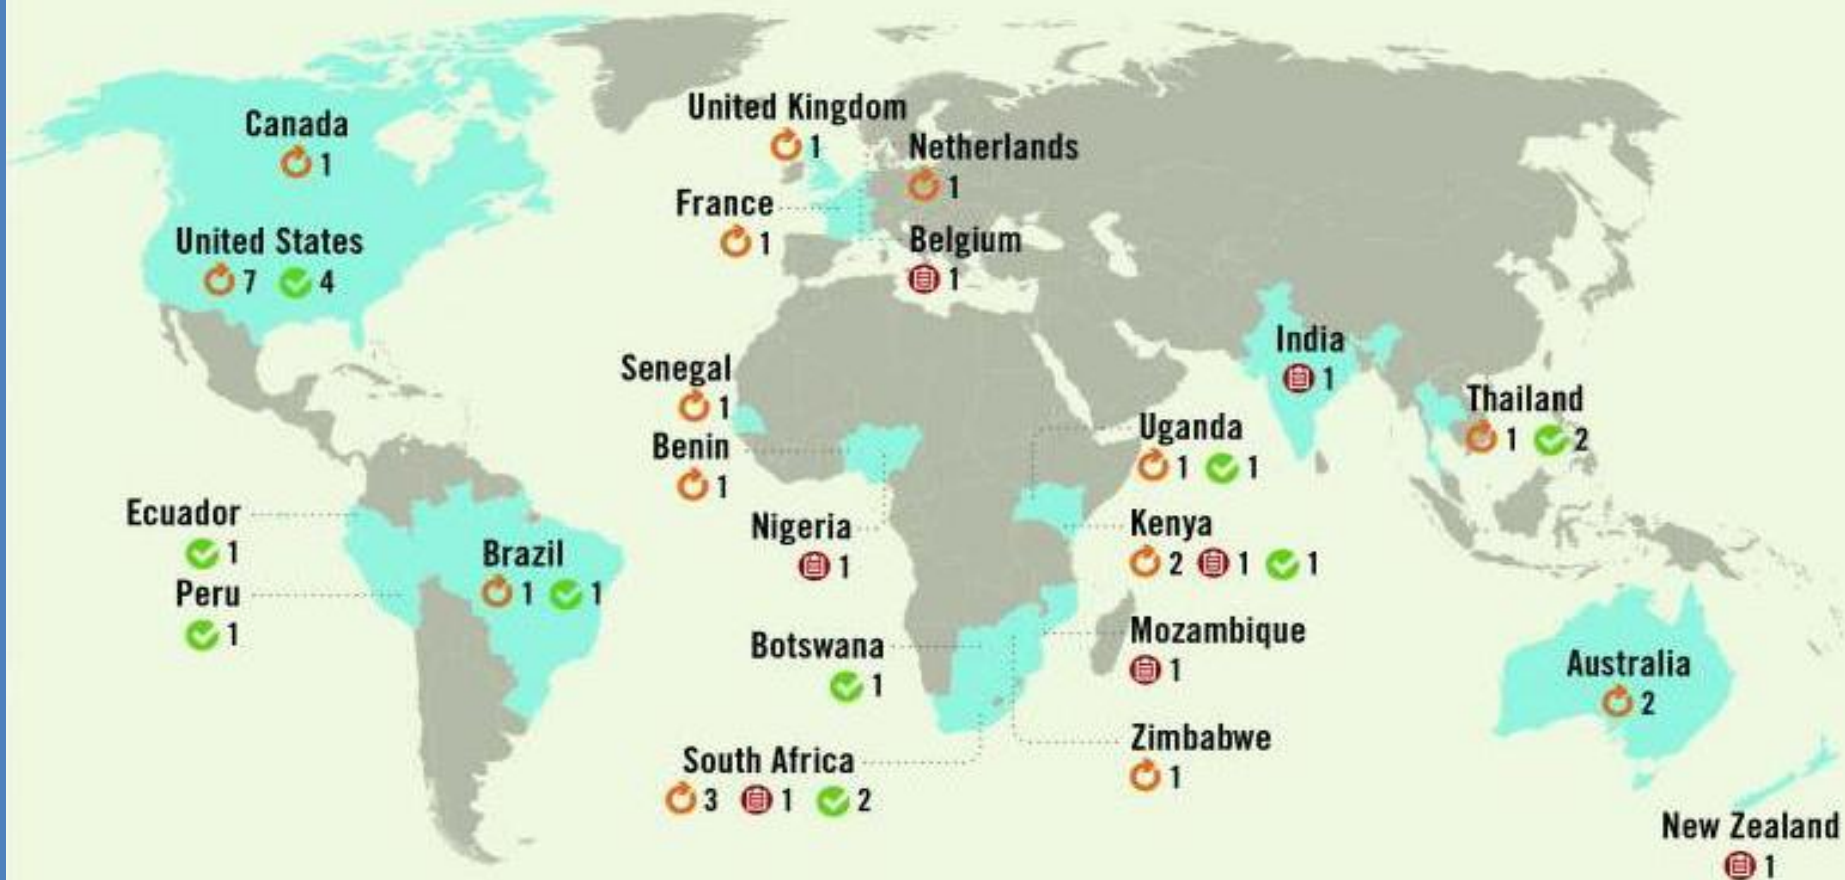 Canada
1
United States
7 4
United Kingdom
1
Netherlands
1
France
1
Belgium
1
Senegal
1
Benin
1
Nigeria
1
India
1
Thailand
1 2
Uganda
1 1
Kenya
2 1 1
Ecuador
1
Peru
1
Brazil
1 1
Botswana
1
Mozambique
1
South Africa
3 1 2
Zimbabwe
1
Australia
2
New Zealand
1